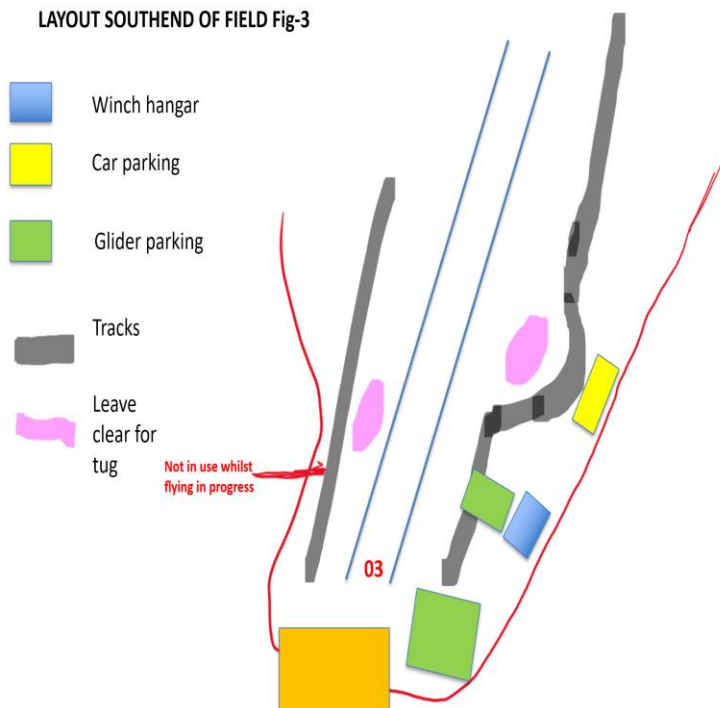 LAYOUT SOUTHEND OF FIELD Fig-3
Winch hangar
Car parking
Glider parking
Tracks
Leave
clear for
tug
Not in use whilst
flying in progress
03